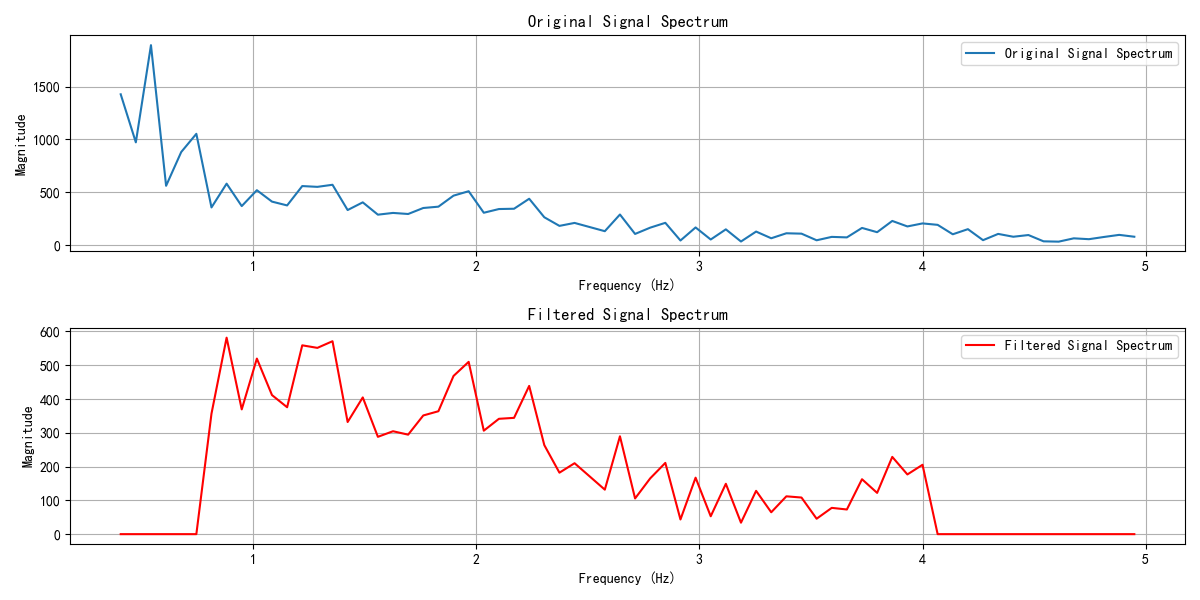 Original Signal Spectrum
Original Signal Spectrum
Magnitude
1500
1000
500
0
1 2 3 4 5
Frequency (Hz)
Filtered Signal Spectrum
Filtered Signal Spectrum
Magnitude
600
500
400
300
200
100
0
1 2 3 4 5
Frequency (Hz)